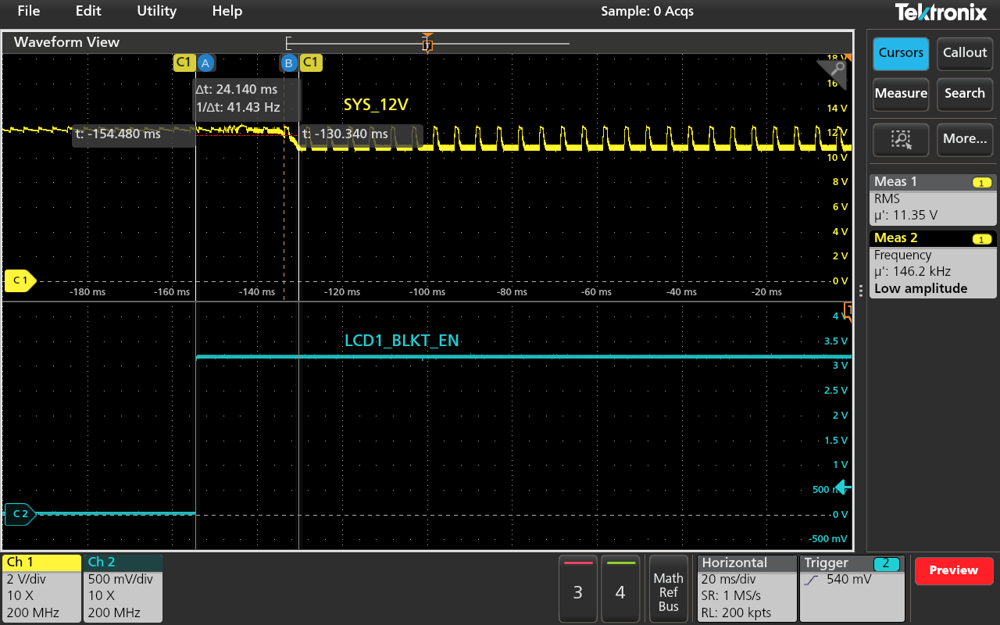 File Edit Utility Help Sample: 0 Acqs Tektronix
Waveform View
Cursors Callout
Measure Search
More...
C1 A B C1
Δt: 24.140 ms
1/Δt: 41.43 Hz
SYS_12V
t: -154.480 ms t: -130.340 ms
18 V
16
14 V
12 V
10 V
8 V
6 V
4 V
2 V
0 V
C 1
-180 ms -160 ms -140 ms -120 ms -100 ms -80 ms -60 ms -40 ms -20 ms
Meas 1 1
RMS
µ': 11.35 V
Meas 2 1
Frequency
µ': 146.2 kHz
Low amplitude
LCD1_BLKT_EN
4 V
3.5 V
3 V
2.5 V
2 V
1.5 V
1 V
500 mV
0 V
-500 mV
C 2
Ch 1
2 V/div
10 X
200 MHz
Ch 2
500 mV/div
10 X
200 MHz
3
4
Math
Ref
Bus
Horizontal
20 ms/div
SR: 1 MS/s
RL: 200 kpts
Trigger 2
540 mV
Preview